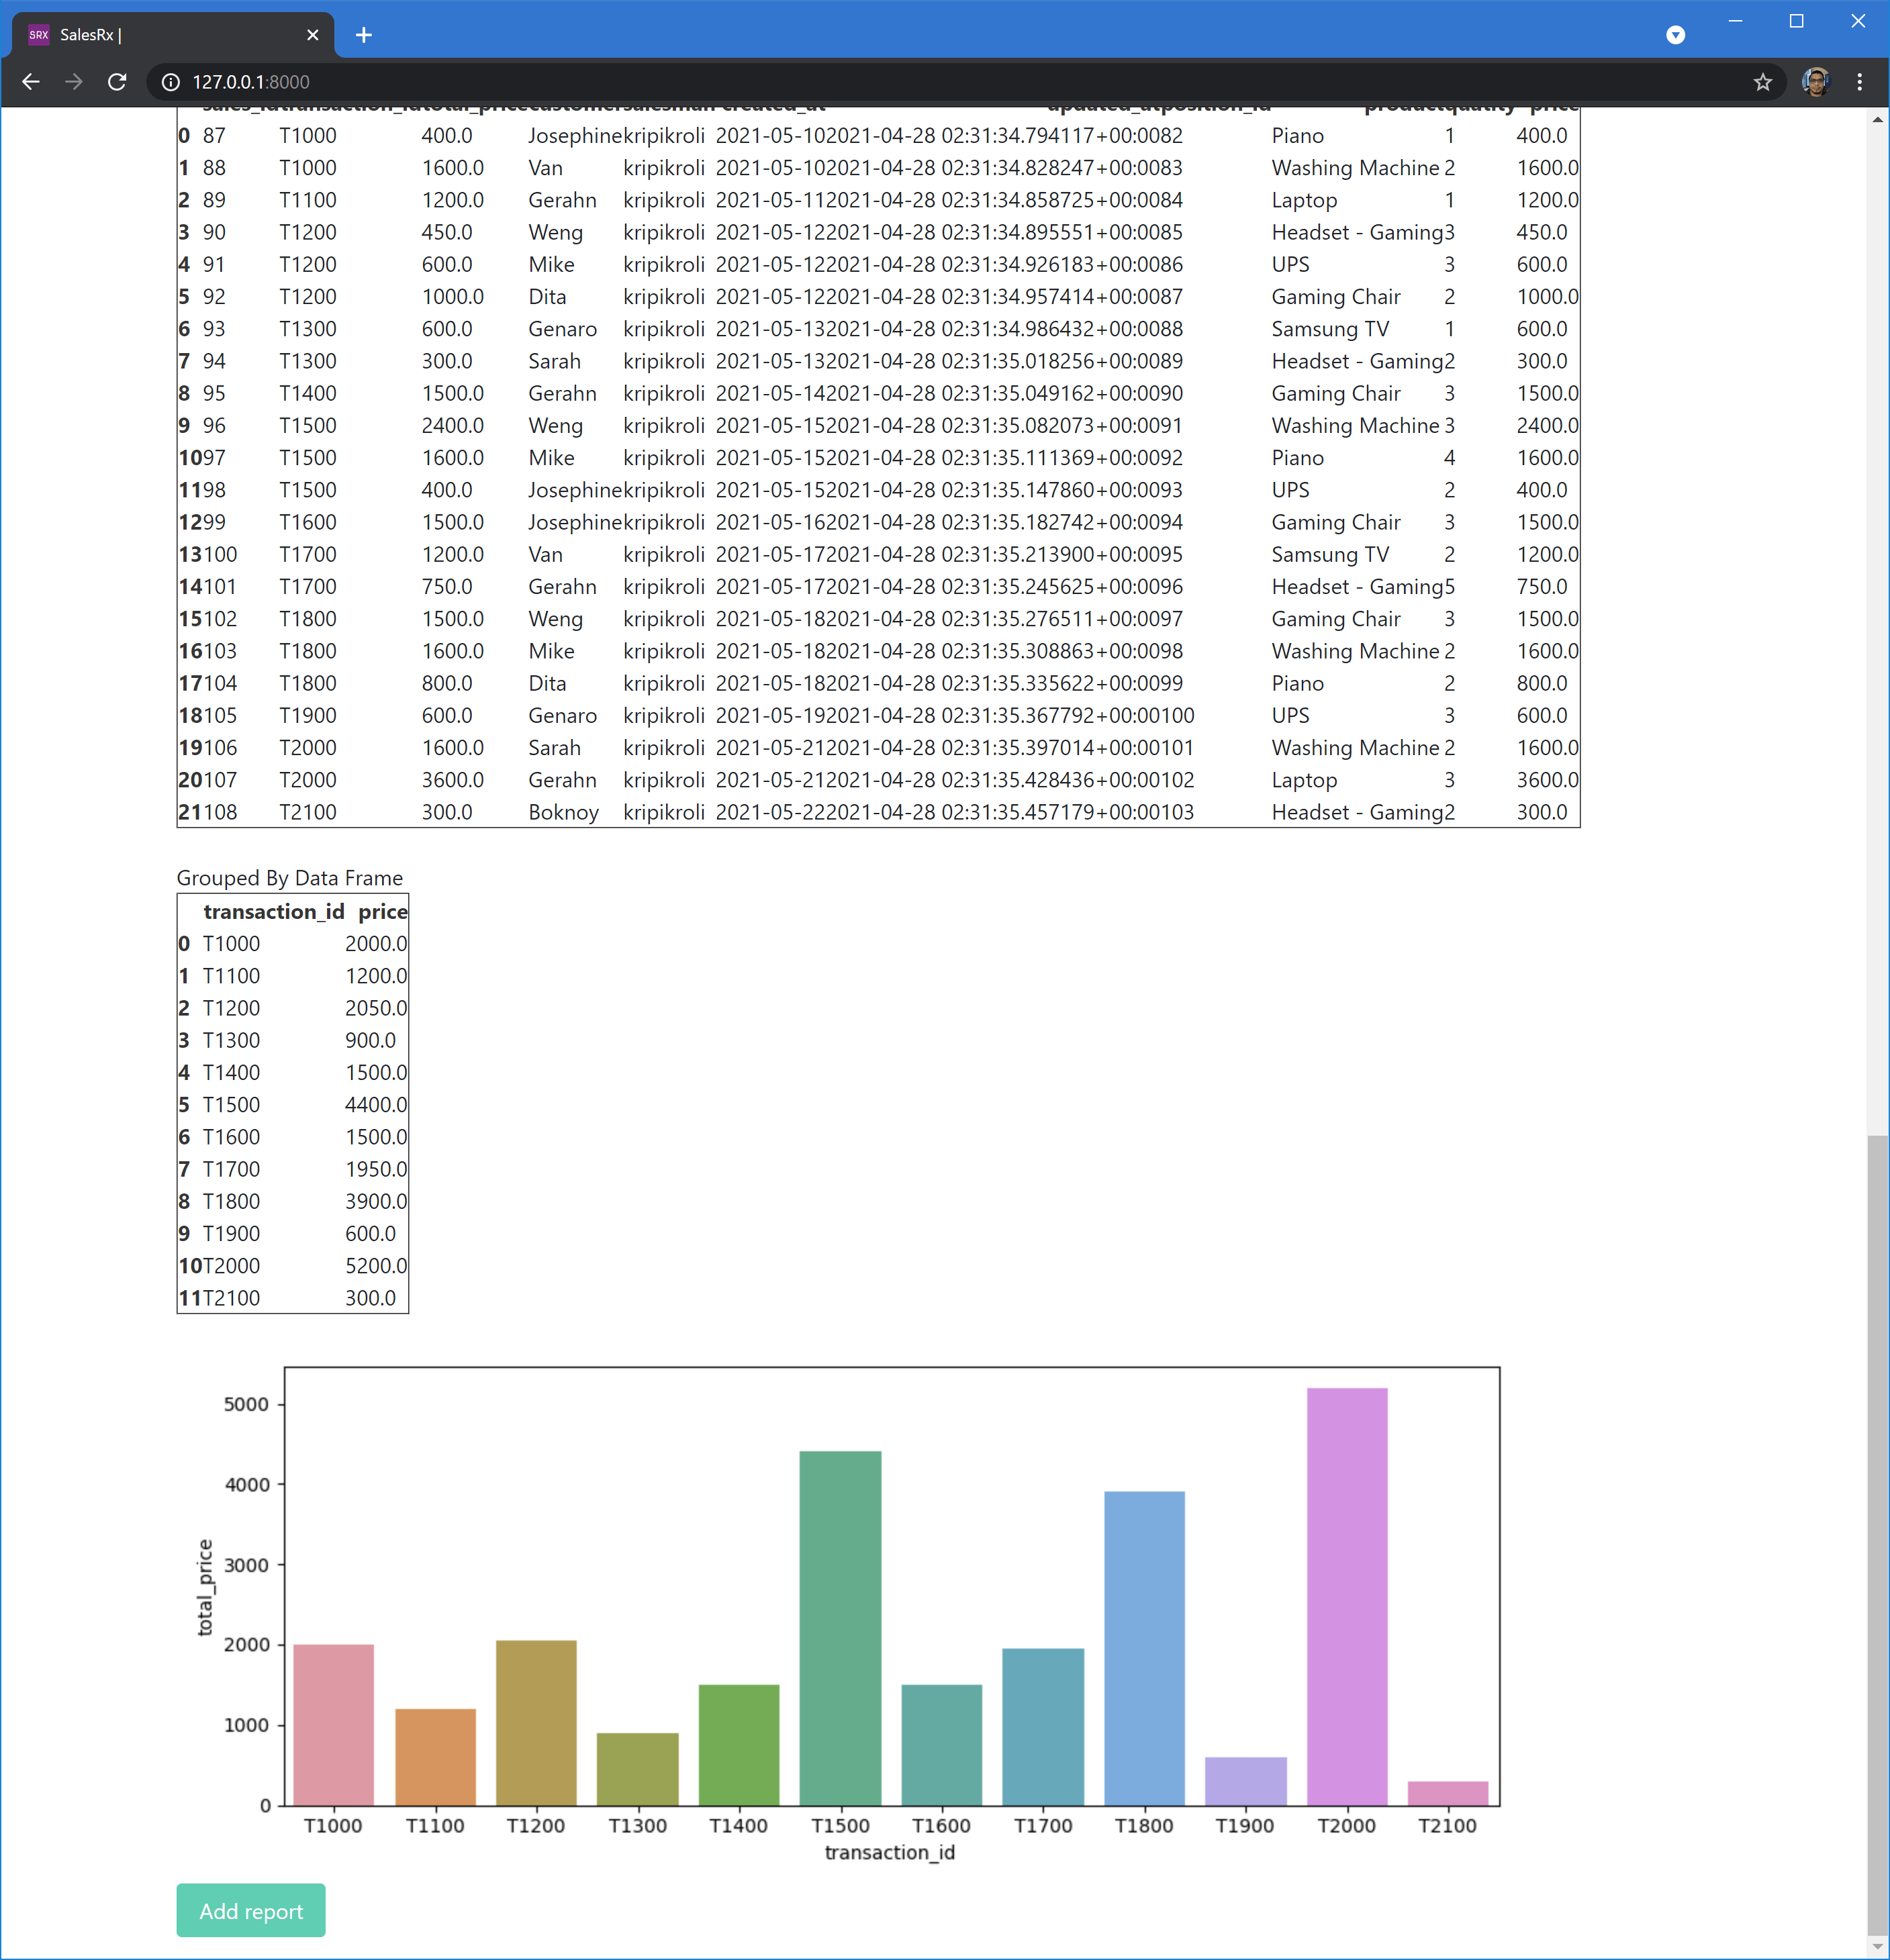 SRX SalesRx |
127.0.0.1:8000
sales_id transaction_id total_price customer salesman created_at updated_at position_id product quantity price
0 87 T1000 400.0 Josephine kripikroli 2021-05-10 2021-04-28 02:31:34.794117+00:00 82 Piano 1 400.0
1 88 T1000 1600.0 Van kripikroli 2021-05-10 2021-04-28 02:31:34.828247+00:00 83 Washing Machine 2 1600.0
2 89 T1100 1200.0 Gerahn kripikroli 2021-05-11 2021-04-28 02:31:34.858725+00:00 84 Laptop 1 1200.0
3 90 T1200 450.0 Weng kripikroli 2021-05-12 2021-04-28 02:31:34.895551+00:00 85 Headset - Gaming 3 450.0
4 91 T1200 600.0 Mike kripikroli 2021-05-12 2021-04-28 02:31:34.926183+00:00 86 UPS 3 600.0
5 92 T1200 1000.0 Dita kripikroli 2021-05-12 2021-04-28 02:31:34.957414+00:00 87 Gaming Chair 2 1000.0
6 93 T1300 600.0 Genaro kripikroli 2021-05-13 2021-04-28 02:31:34.986432+00:00 88 Samsung TV 1 600.0
7 94 T1300 300.0 Sarah kripikroli 2021-05-13 2021-04-28 02:31:35.018256+00:00 89 Headset - Gaming 2 300.0
8 95 T1400 1500.0 Gerahn kripikroli 2021-05-14 2021-04-28 02:31:35.049162+00:00 90 Gaming Chair 3 1500.0
9 96 T1500 2400.0 Weng kripikroli 2021-05-15 2021-04-28 02:31:35.082073+00:00 91 Washing Machine 3 2400.0
10 97 T1500 1600.0 Mike kripikroli 2021-05-15 2021-04-28 02:31:35.111369+00:00 92 Piano 4 1600.0
11 98 T1500 400.0 Josephine kripikroli 2021-05-15 2021-04-28 02:31:35.147860+00:00 93 UPS 2 400.0
12 99 T1600 1500.0 Josephine kripikroli 2021-05-16 2021-04-28 02:31:35.182742+00:00 94 Gaming Chair 3 1500.0
13 100 T1700 1200.0 Van kripikroli 2021-05-17 2021-04-28 02:31:35.213900+00:00 95 Samsung TV 2 1200.0
14 101 T1700 750.0 Gerahn kripikroli 2021-05-17 2021-04-28 02:31:35.245625+00:00 96 Headset - Gaming 5 750.0
15 102 T1800 1500.0 Weng kripikroli 2021-05-18 2021-04-28 02:31:35.276511+00:00 97 Gaming Chair 3 1500.0
16 103 T1800 1600.0 Mike kripikroli 2021-05-18 2021-04-28 02:31:35.308863+00:00 98 Washing Machine 2 1600.0
17 104 T1800 800.0 Dita kripikroli 2021-05-18 2021-04-28 02:31:35.335622+00:00 99 Piano 2 800.0
18 105 T1900 600.0 Genaro kripikroli 2021-05-19 2021-04-28 02:31:35.367792+00:00 100 UPS 3 600.0
19 106 T2000 1600.0 Sarah kripikroli 2021-05-21 2021-04-28 02:31:35.397014+00:00 101 Washing Machine 2 1600.0
20 107 T2000 3600.0 Gerahn kripikroli 2021-05-21 2021-04-28 02:31:35.428436+00:00 102 Laptop 3 3600.0
21 108 T2100 300.0 Boknoy kripikroli 2021-05-22 2021-04-28 02:31:35.457179+00:00 103 Headset - Gaming 2 300.0
Grouped By Data Frame
transaction_id price
0 T1000 2000.0
1 T1100 1200.0
2 T1200 2050.0
3 T1300 900.0
4 T1400 1500.0
5 T1500 4400.0
6 T1600 1500.0
7 T1700 1950.0
8 T1800 3900.0
9 T1900 600.0
10 T2000 5200.0
11 T2100 300.0
5000
4000
3000
2000
1000
0
total_price
T1000 T1100 T1200 T1300 T1400 T1500 T1600 T1700 T1800 T1900 T2000 T2100
transaction_id
Add report